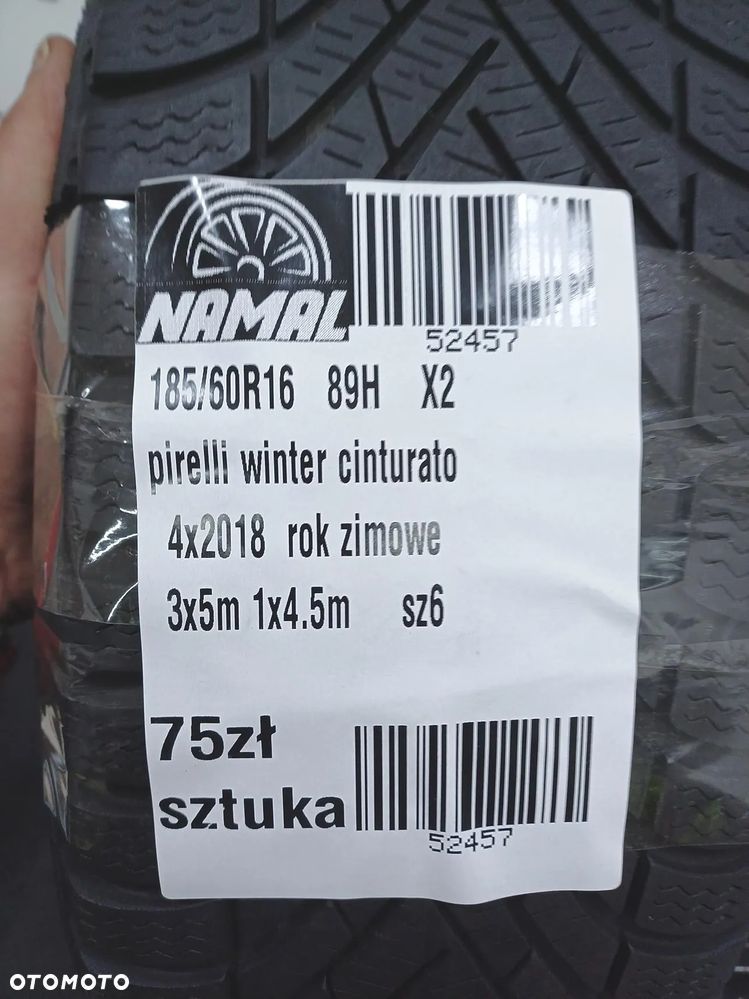 NAMAL
52457
185/60R16 89H X2
pirelli winter cinturato
4x2018 rok zimowe
3x5m 1x4.5m sz6
75zł
sztuka
52457
OTOMOTO